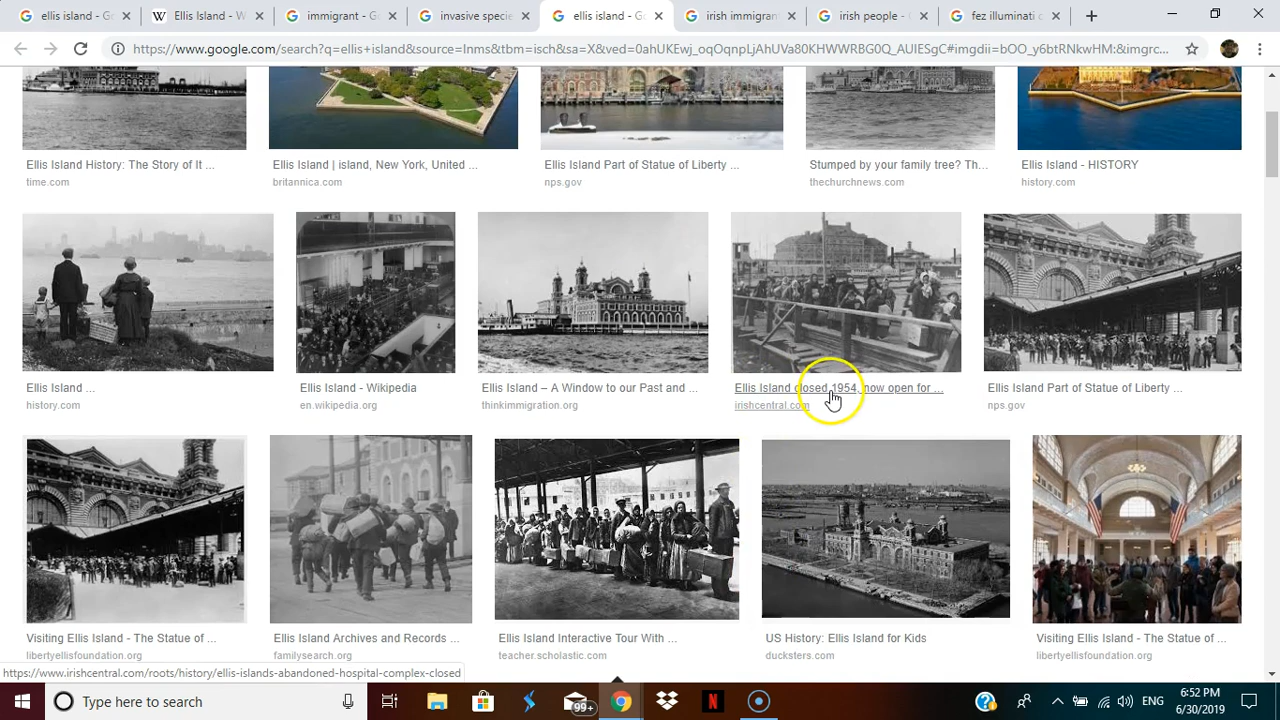 ellis island - Go
Ellis Island - W
immigrant - G
invasive specie
ellis island - Go
irish immigrant
irish people - G
fez illuminati c
https://www.google.com/search?q=ellis+island&source=lnms&tbm=isch&sa=X&ved=0ahUKEwj_oqOqnpLjAhUVa80KHWWRBG0Q_AUIESgC#imgdii=bOO_y6btRNkwHM:&imgrc...
Ellis Island History: The Story of It ...
time.com
Ellis Island | island, New York, United ...
britannica.com
Ellis Island Part of Statue of Liberty ...
nps.gov
Stumped by your family tree? Th...
thechurchnews.com
Ellis Island - HISTORY
history.com
Ellis Island ...
history.com
Ellis Island - Wikipedia
en.wikipedia.org
Ellis Island – A Window to our Past and ...
thinkimmigration.org
Ellis Island closed 1954, now open for ...
irishcentral.com
Ellis Island Part of Statue of Liberty ...
nps.gov
Visiting Ellis Island - The Statue of ...
libertyellisfoundation.org
Ellis Island Archives and Records ...
familysearch.org
Ellis Island Interactive Tour With ...
teacher.scholastic.com
US History: Ellis Island for Kids
ducksters.com
Visiting Ellis Island - The Statue of ...
libertyellisfoundation.org
https://www.irishcentral.com/roots/history/ellis-islands-abandoned-hospital-complex-closed
Type here to search
99+
ENG
6:52 PM
6/30/2019